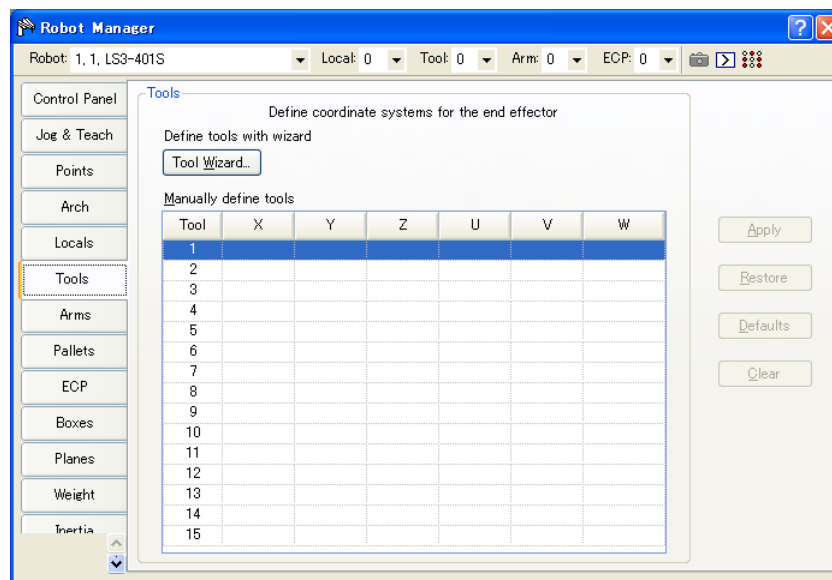 Robot Manager
Robot: 1, 1, LS3-401S Local: 0 Tool: 0 Arm: 0 ECP: 0
Control Panel
Jog & Teach
Points
Arch
Locals
Tools
Arms
Pallets
ECP
Boxes
Planes
Weight
Inertia
Tools
Define coordinate systems for the end effector
Define tools with wizard
Tool Wizard...
Manually define tools
Tool X Y Z U V W
1
2
3
4
5
6
7
8
9
10
11
12
13
14
15
Apply
Restore
Defaults
Clear